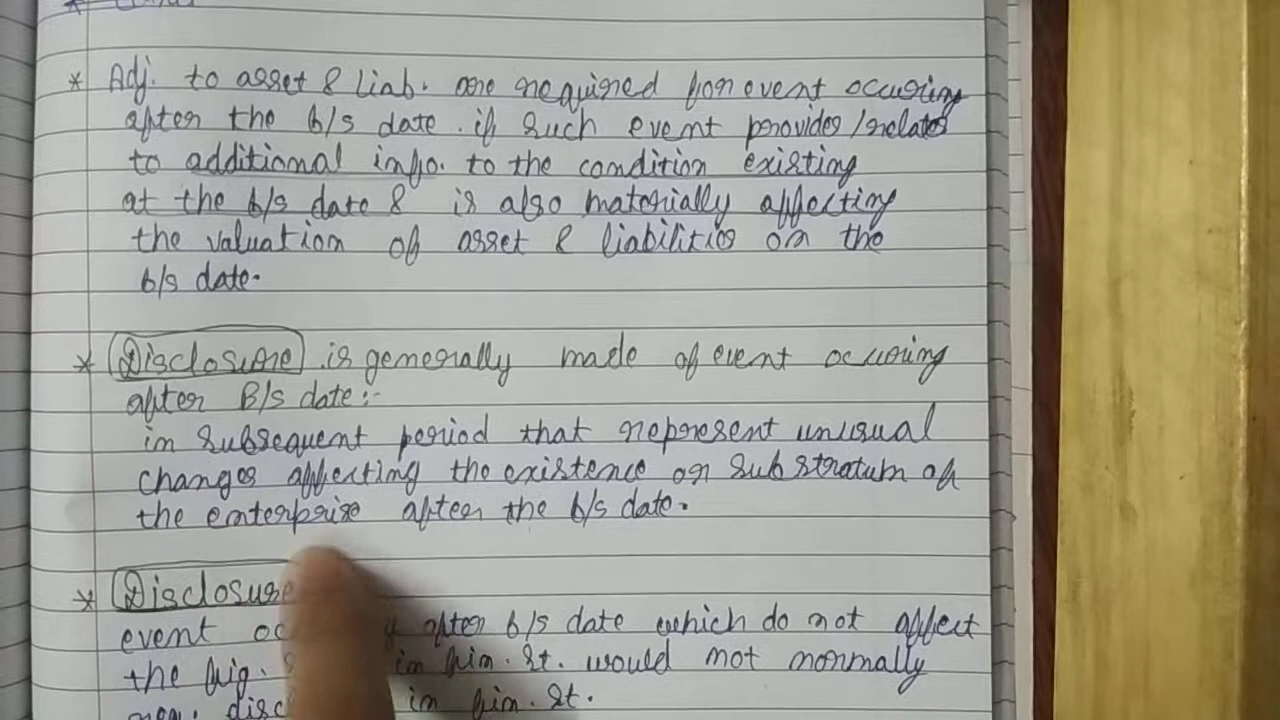 * Adj. to asset & liab. are required for event occuring
after the b/s date. if such event provides/relates
to additional info. to the condition existing
at the b/s date & is also materially affecting
the valuation of asset & liabilities on the
b/s date.
* Disclosure is generally made of event occuring
after B/s date:-
in subsequent period that represent unusual
changes affecting the existence or substratum of
the enterprise after the b/s date.
* Disclosure
event after b/s date which do not affect
the fig. in fin. st. would not normally
in fin. st.